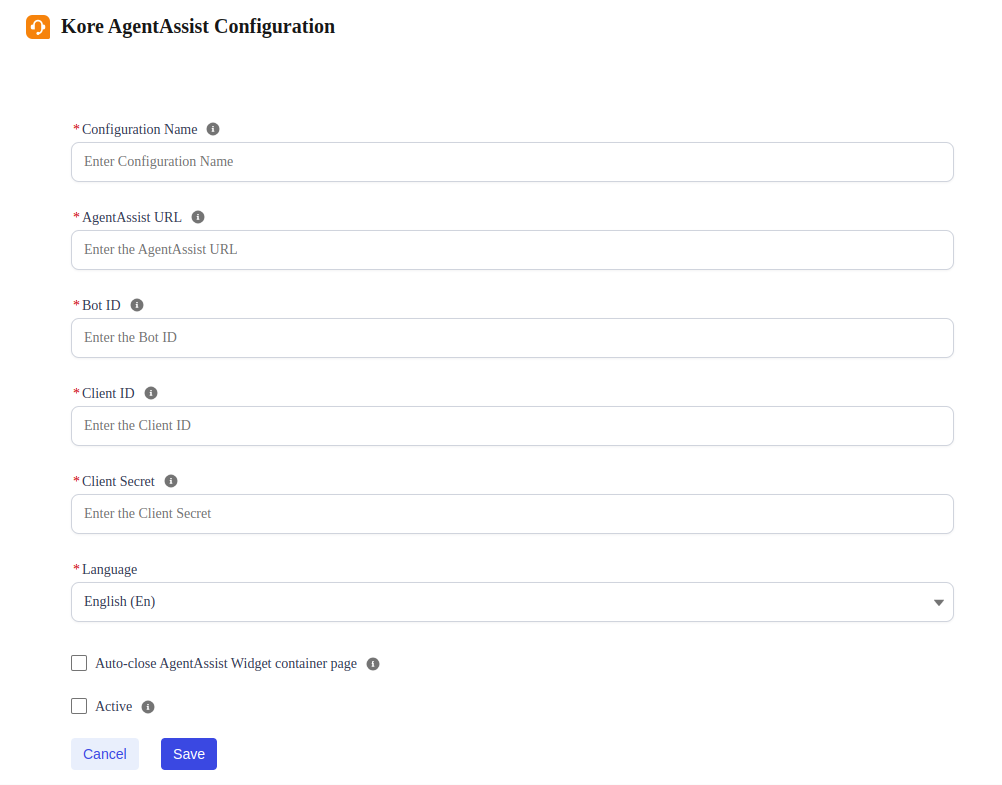 Kore AgentAssist Configuration
* Configuration Name
Enter Configuration Name
* AgentAssist URL
Enter the AgentAssist URL
* Bot ID
Enter the Bot ID
* Client ID
Enter the Client ID
* Client Secret
Enter the Client Secret
* Language
English (En)
Auto-close AgentAssist Widget container page
Active
Cancel Save